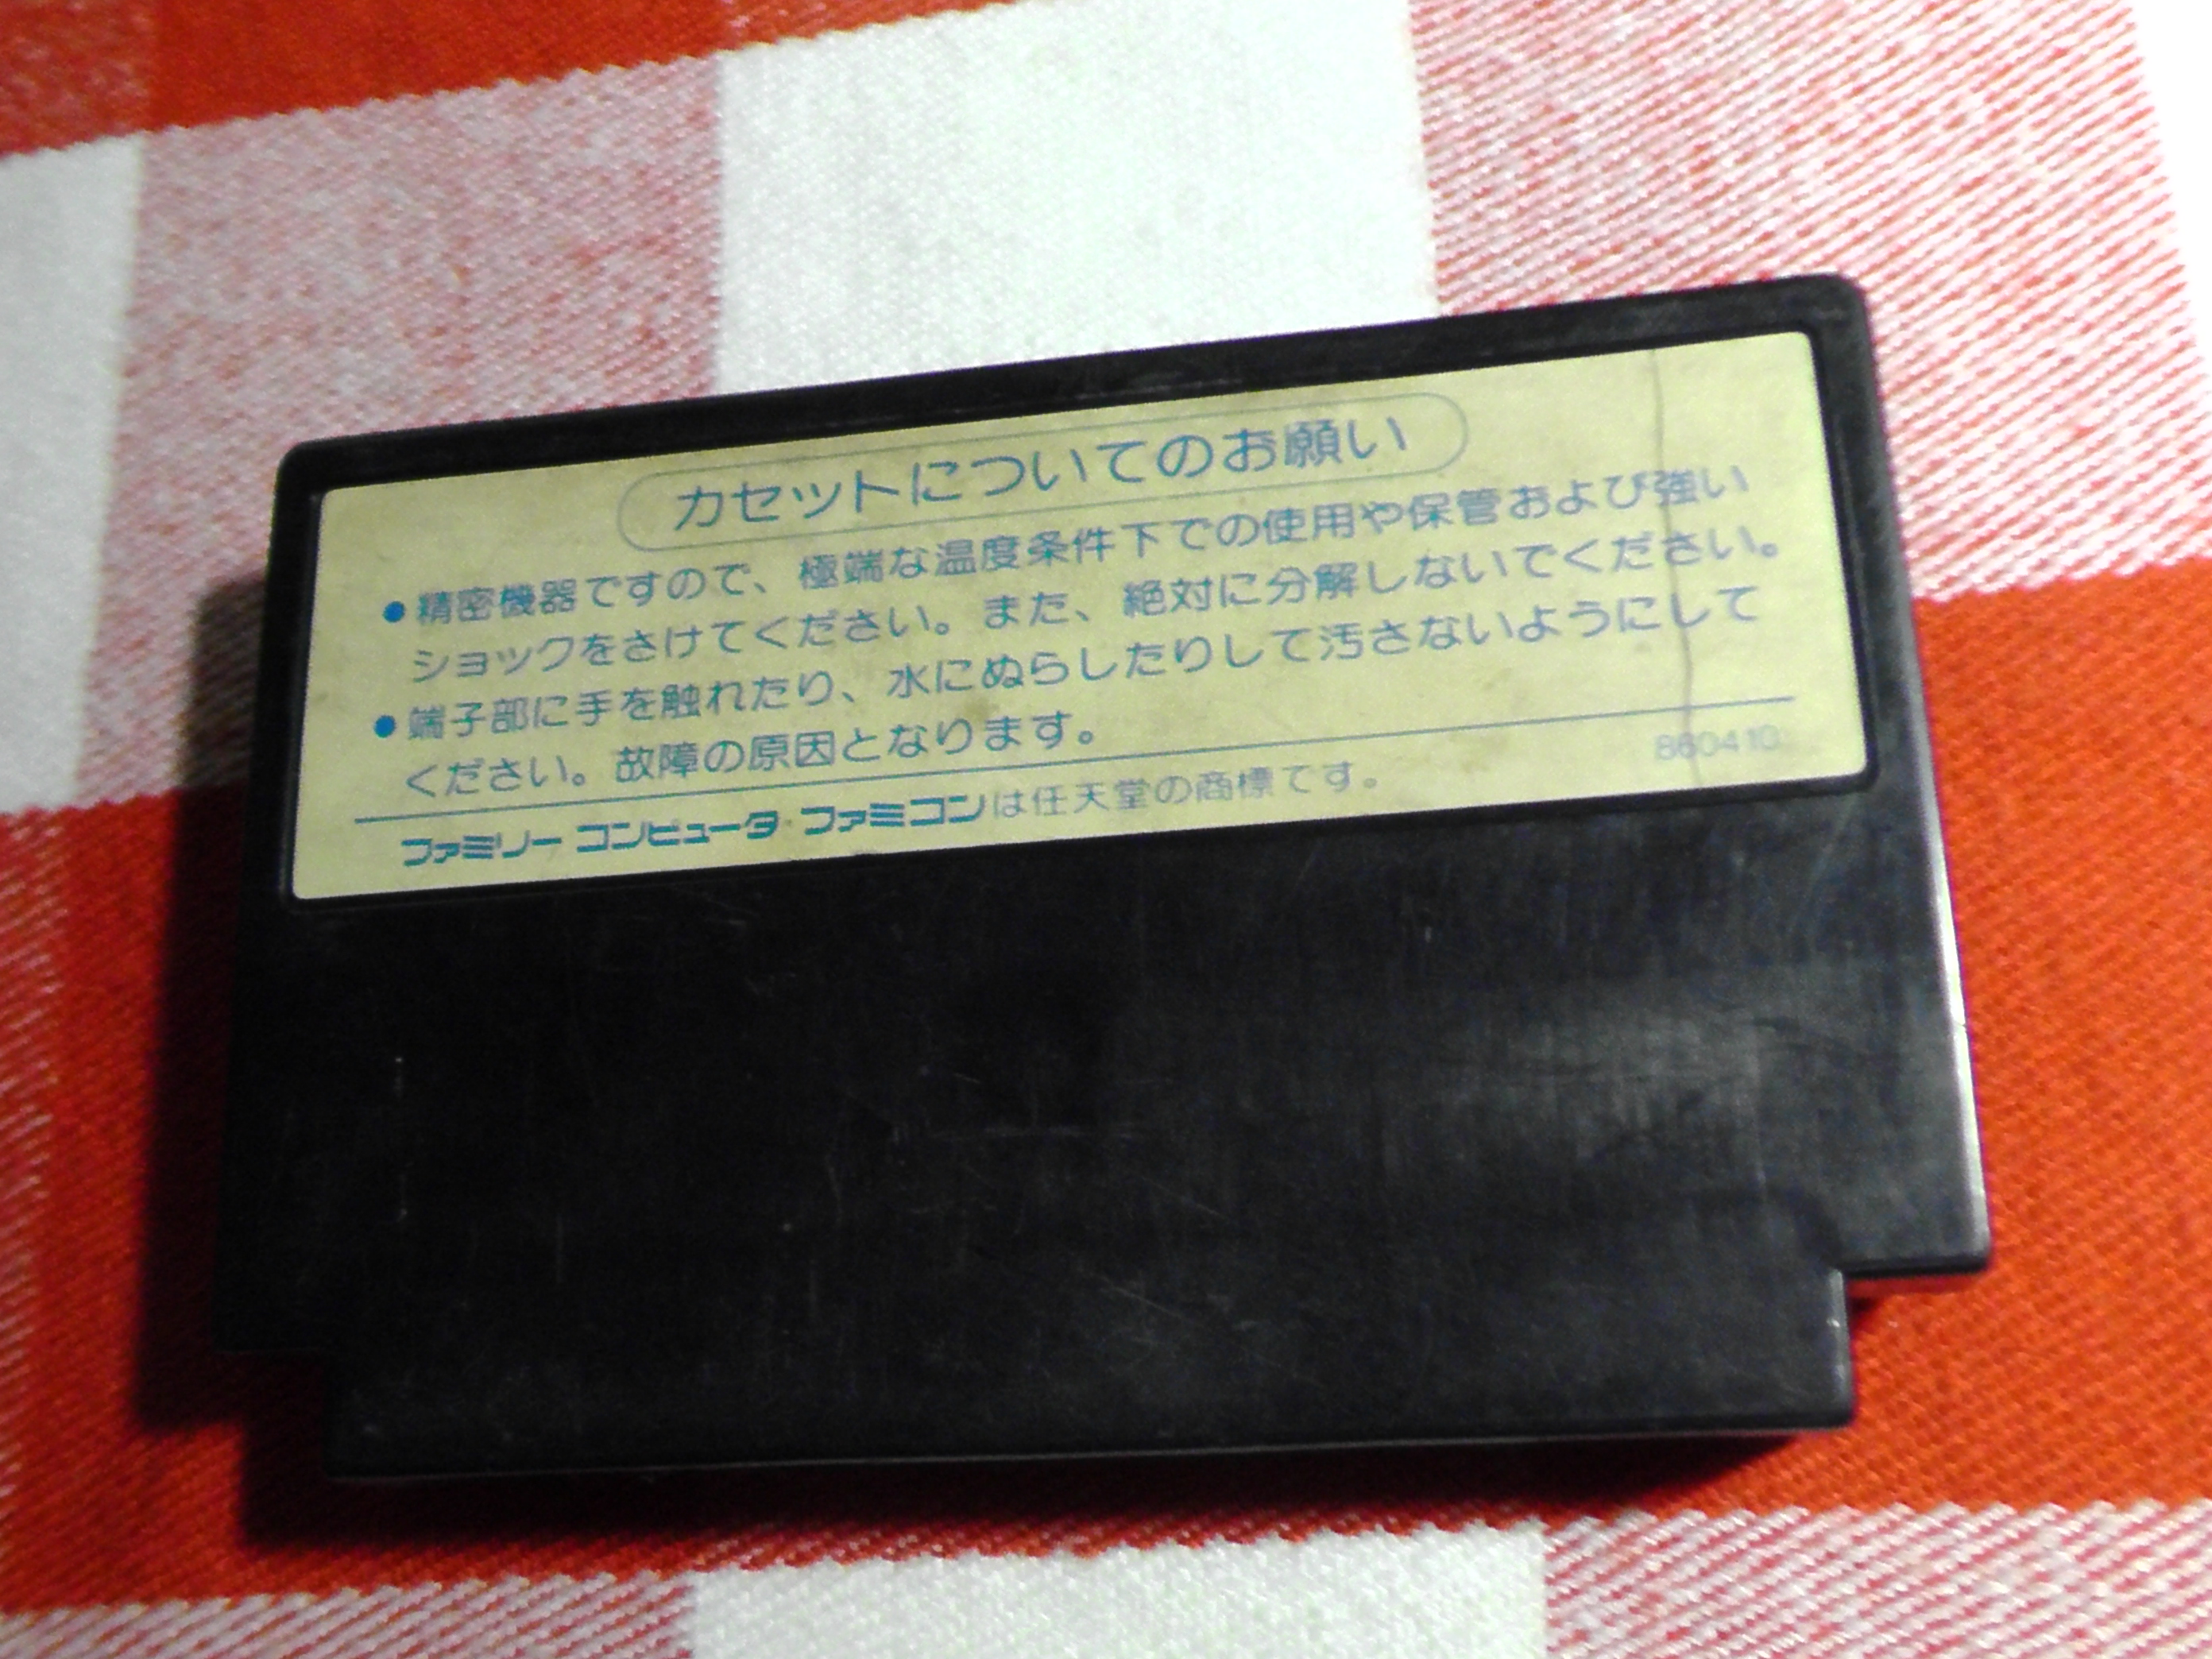 カセットについてのお願い
●精密機器ですので、極端な温度条件下での使用や保管および強い
ショックをさけてください。また、絶対に分解しないでください。
●端子部に手を触れたり、水にぬらしたりして汚さないようにして
ください。故障の原因となります。
860410
ファミリー コンピュータ ファミコンは任天堂の商標です。